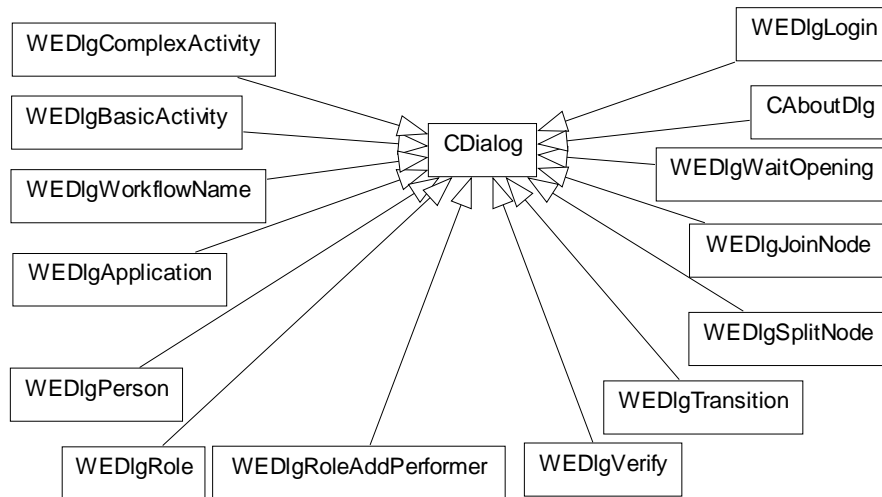 WEDlgComplexActivity
WEDlgLogin
WEDlgBasicActivity
CAboutDlg
CDialog
WEDlgWorkflowName
WEDlgWaitOpening
WEDlgApplication
WEDlgJoinNode
WEDlgSplitNode
WEDlgPerson
WEDlgTransition
WEDlgRole
WEDlgRoleAddPerformer
WEDlgVerify